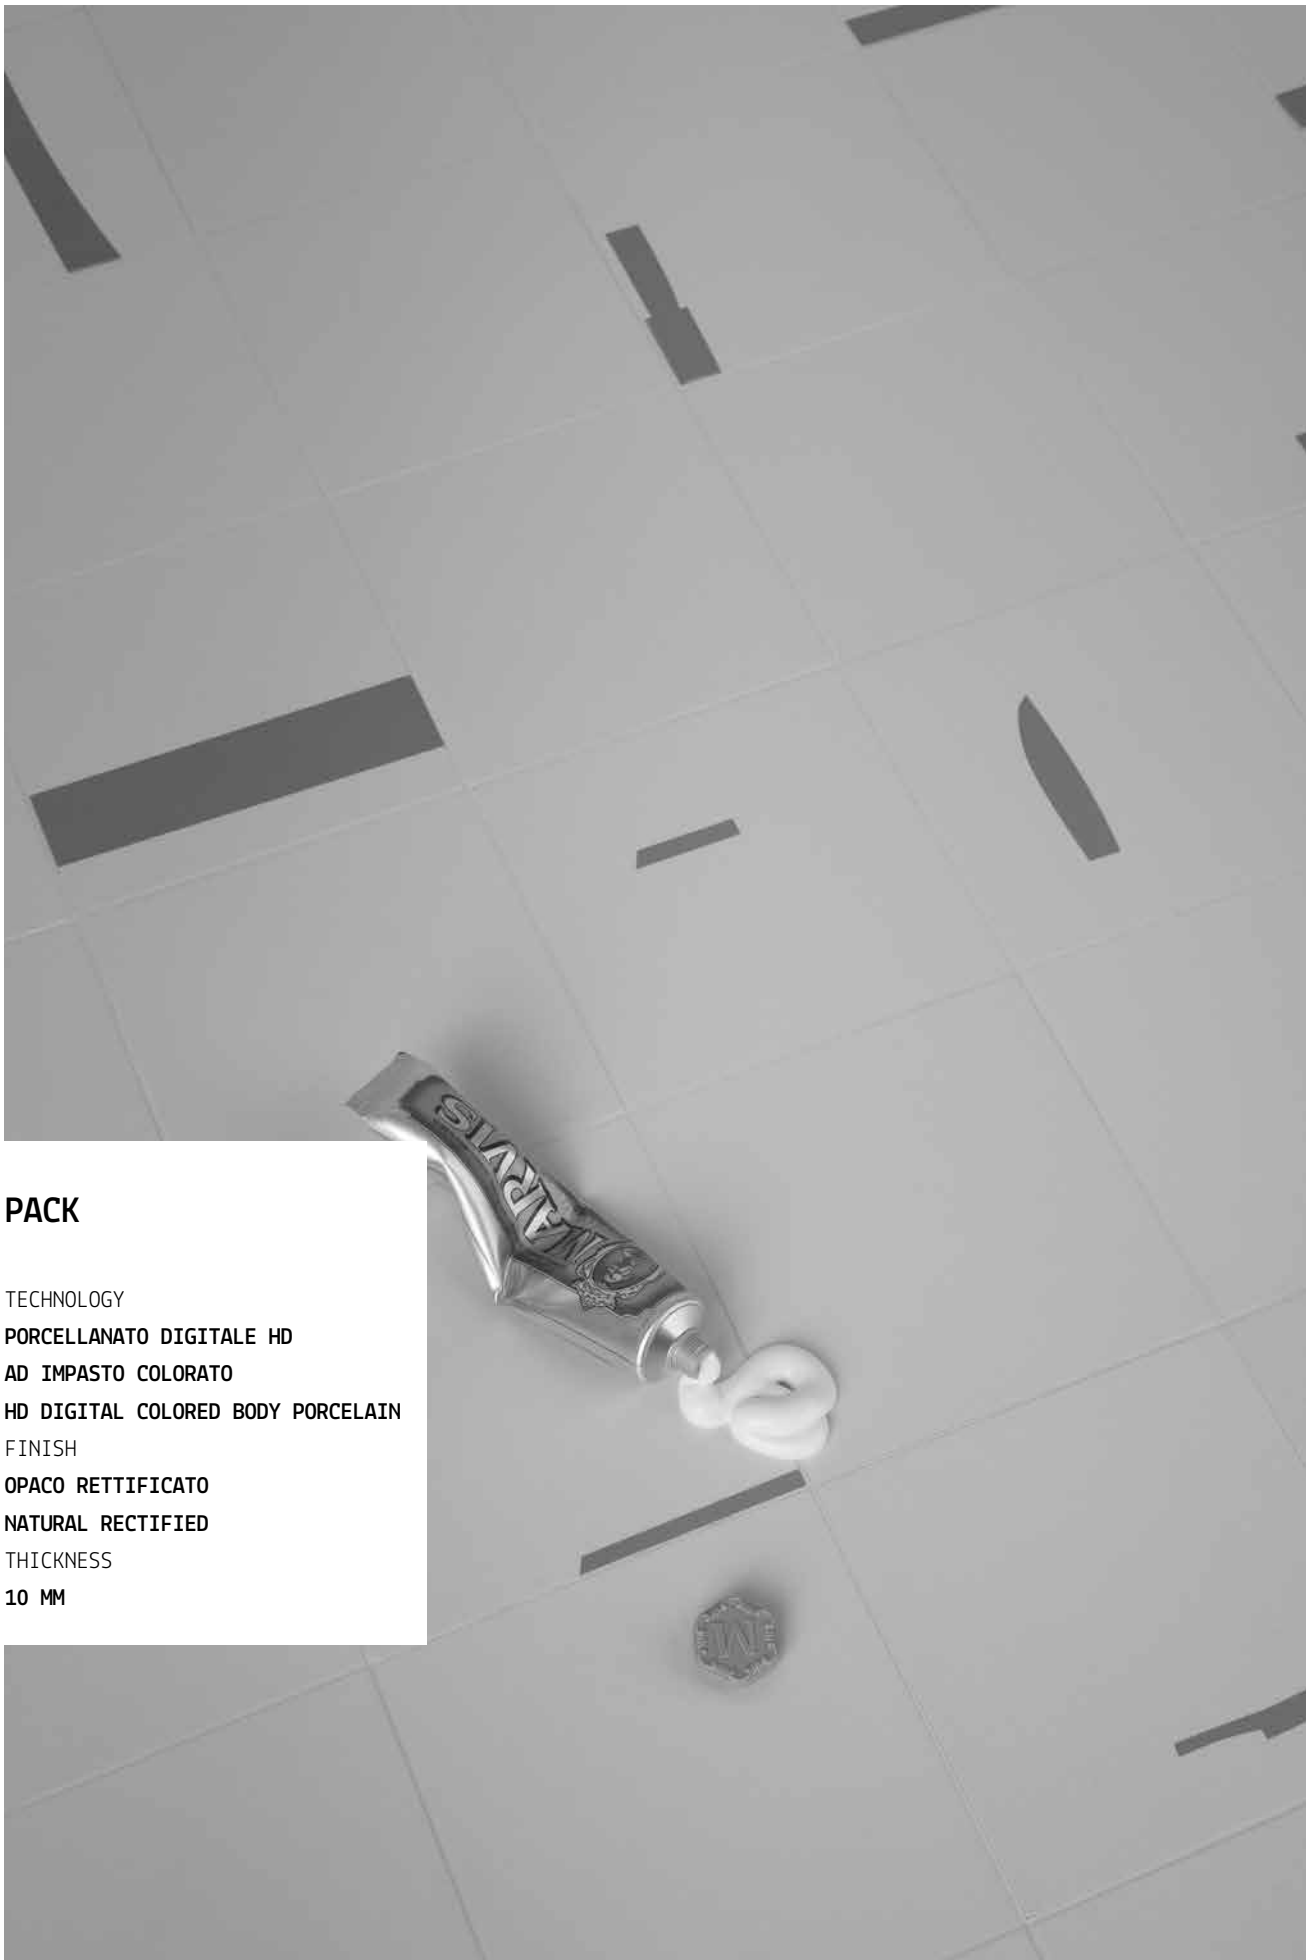 MARVIS
PACK
TECHNOLOGY
PORCELLANATO DIGITALE HD
AD IMPASTO COLORATO
HD DIGITAL COLORED BODY PORCELAIN
FINISH
OPACO RETTIFICATO
NATURAL RECTIFIED
THICKNESS
10 MM
M